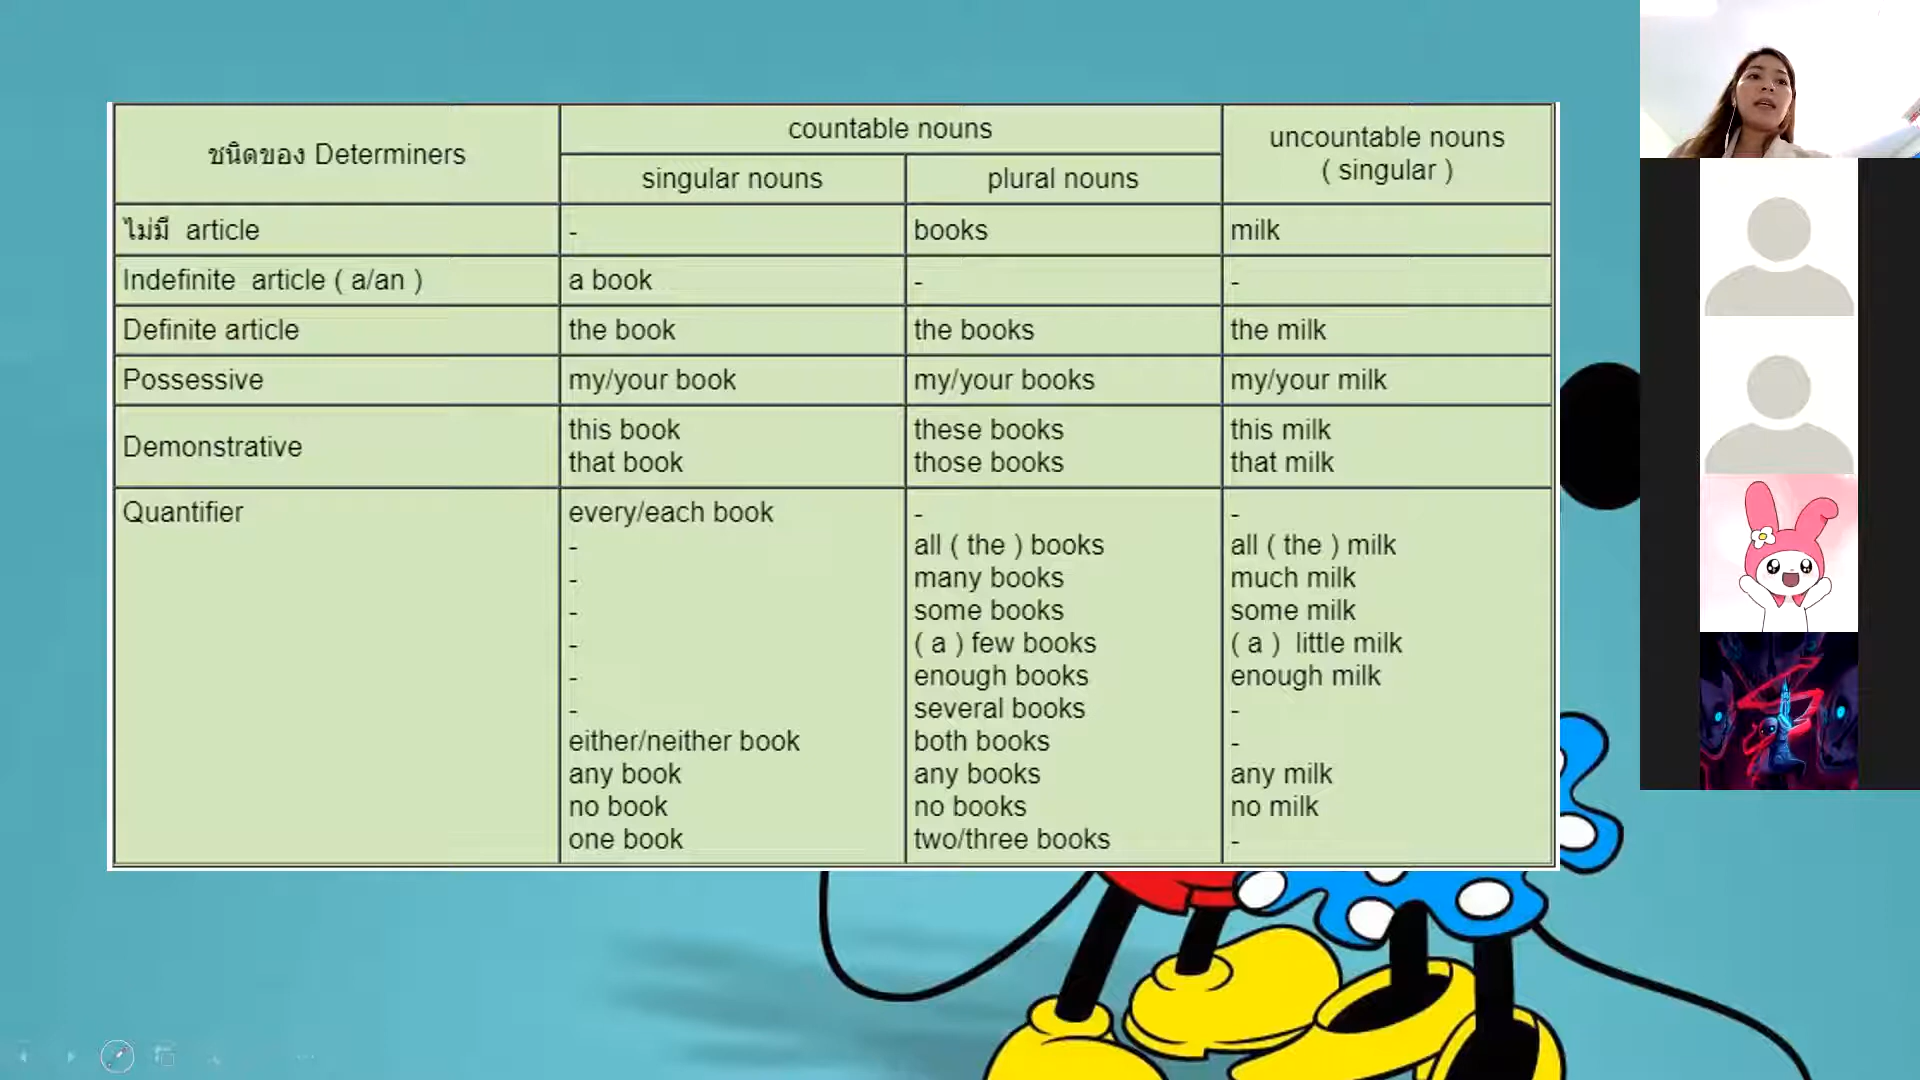 ชนิดของ Determiners
countable nouns
uncountable nouns
( singular )
singular nouns
plural nouns
ไม่มี article
-
books
milk
Indefinite article ( a/an )
a book
-
-
Definite article
the book
the books
the milk
Possessive
my/your book
my/your books
my/your milk
Demonstrative
this book
that book
these books
those books
this milk
that milk
Quantifier
every/each book
-
-
-
-
-
-
either/neither book
any book
no book
one book
-
all ( the ) books
many books
some books
( a ) few books
enough books
several books
both books
any books
no books
two/three books
-
all ( the ) milk
much milk
some milk
( a ) little milk
enough milk
-
-
any milk
no milk
-